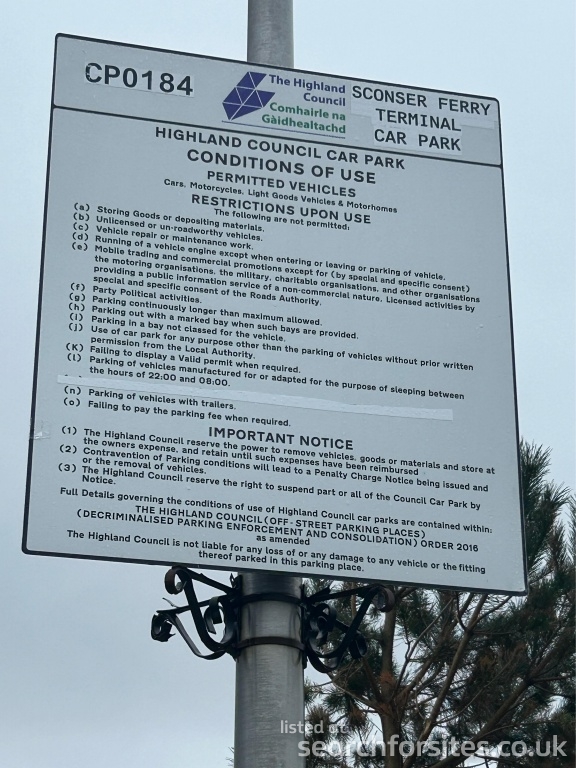 CP0184
The Highland
Council
Comhairle na
Gàidhealtachd
SCONSER FERRY
TERMINAL
CAR PARK
HIGHLAND COUNCIL CAR PARK
CONDITIONS OF USE
PERMITTED VEHICLES
Cars, Motorcycles, Light Goods Vehicles & Motorhomes
RESTRICTIONS UPON USE
The following are not permitted:
(a) Storing Goods or depositing materials.
(b) Unlicensed or un-roadworthy vehicles.
(c) Vehicle repair or maintenance work.
(d) Running of a vehicle engine except when entering or leaving or parking of vehicle.
(e) Mobile trading and commercial promotions except for (by special and specific consent)
the motoring organisations, the military, charitable organisations, and other organisations
providing a public information service of a non-commercial nature. Licensed activities by
special and specific consent of the Roads Authority.
(f) Party Political activities.
(g) Parking continuously longer than maximum allowed.
(h) Parking out with a marked bay when such bays are provided.
(i) Parking in a bay not classed for the vehicle.
(j) Use of car park for any purpose other than the parking of vehicles without prior written
permission from the Local Authority.
(K) Failing to display a Valid permit when required.
(l) Parking of vehicles manufactured for or adapted for the purpose of sleeping between
the hours of 22:00 and 08:00.
(n) Parking of vehicles with trailers.
(o) Failing to pay the parking fee when required.
IMPORTANT NOTICE
(1) The Highland Council reserve the power to remove vehicles, goods or materials and store at
the owners expense, and retain until such expenses have been reimbursed
(2) Contravention of Parking conditions will lead to a Penalty Charge Notice being issued and
or the removal of vehicles.
(3) The Highland Council reserve the right to suspend part or all of the Council Car Park by
Notice.
Full Details governing the conditions of use of Highland Council car parks are contained within:
THE HIGHLAND COUNCIL (OFF-STREET PARKING PLACES)
(DECRIMINALISED PARKING ENFORCEMENT AND CONSOLIDATION) ORDER 2016
as amended
The Highland Council is not liable for any loss of or any damage to any vehicle or the fitting
thereof parked in this parking place.
listed at
searchforsites.co.uk